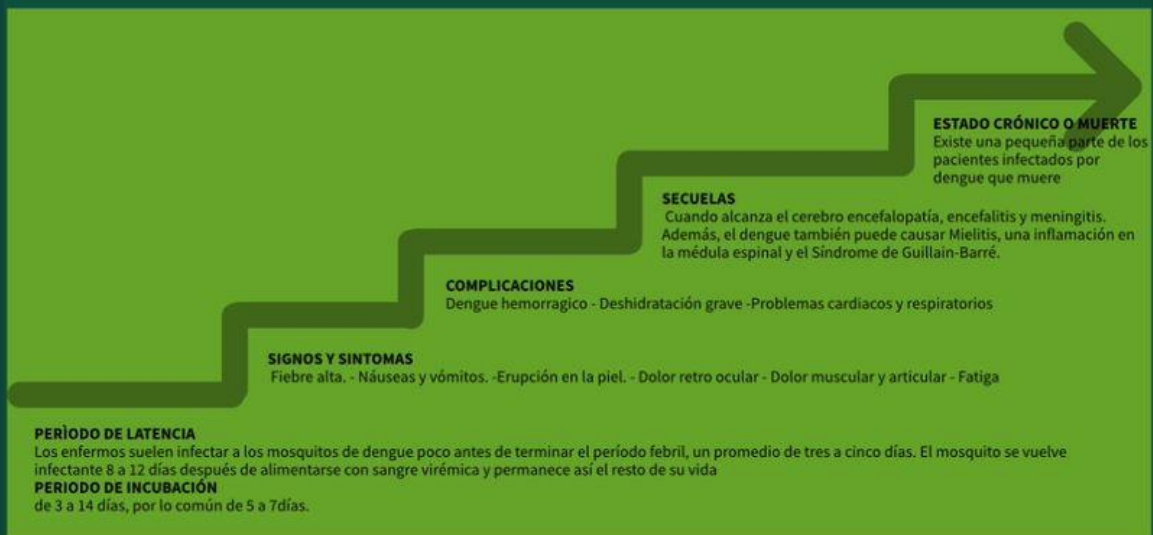 ESTADO CRÓNICO O MUERTE
Existe una pequeña parte de los
pacientes infectados por
dengue que muere
SECUELAS
Cuando alcanza el cerebro encefalopatía, encefalitis y meningitis.
Además, el dengue también puede causar Mielitis, una inflamación en
la médula espinal y el Síndrome de Guillain-Barré.
COMPLICACIONES
Dengue hemorragico - Deshidratación grave -Problemas cardiacos y respiratorios
SIGNOS Y SINTOMAS
Fiebre alta. - Náuseas y vómitos. -Erupción en la piel. - Dolor retro ocular - Dolor muscular y articular - Fatiga
PERÌODO DE LATENCIA
Los enfermos suelen infectar a los mosquitos de dengue poco antes de terminar el período febril, un promedio de tres a cinco días. El mosquito se vuelve
infectante 8 a 12 días después de alimentarse con sangre virémica y permanece así el resto de su vida
PERIODO DE INCUBACIÓN
de 3 a 14 días, por lo común de 5 a 7días.